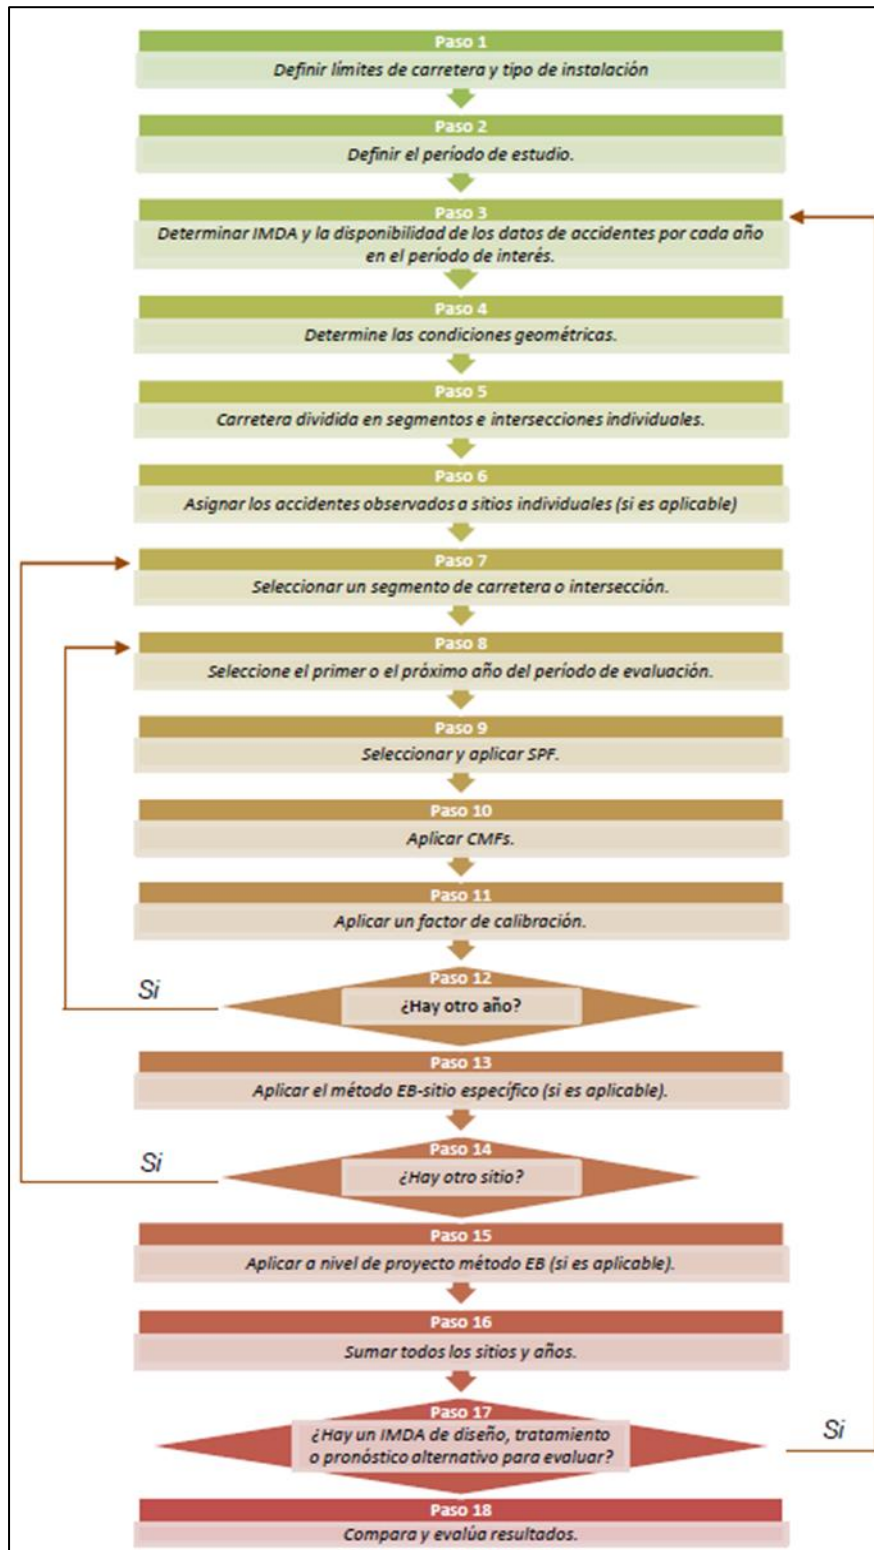 Paso 1
Definir límites de carretera y tipo de instalación
Paso 2
Definir el período de estudio.
Paso 3
Determinar IMDA y la disponibilidad de los datos de accidentes por cada año
en el período de interés.
Paso 4
Determine las condiciones geométricas.
Paso 5
Carretera dividida en segmentos e intersecciones individuales.
Paso 6
Asignar los accidentes observados a sitios individuales (si es aplicable)
Paso 7
Seleccionar un segmento de carretera o intersección.
Paso 8
Seleccione el primer o el próximo año del período de evaluación.
Paso 9
Seleccionar y aplicar SPF.
Paso 10
Aplicar CMFs.
Paso 11
Aplicar un factor de calibración.
Si
Paso 12
¿Hay otro año?
Paso 13
Aplicar el método EB-sitio específico (si es aplicable).
Si
Paso 14
¿Hay otro sitio?
Paso 15
Aplicar a nivel de proyecto método EB (si es aplicable).
Paso 16
Sumar todos los sitios y años.
Paso 17
¿Hay un IMDA de diseño, tratamiento
o pronóstico alternativo para evaluar?
Si
Paso 18
Compara y evalúa resultados.